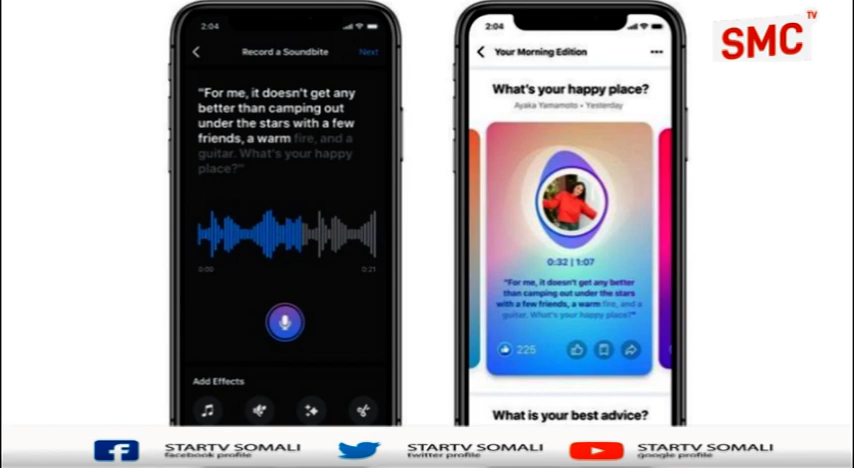 2:04
Record a Soundbite
Next
"For me, it doesn't get any
better than camping out
under the stars with a few
friends, a warm fire, and a
guitar. What's your happy
place?"
0:00
0:21
Add Effects
2:04
Your Morning Edition
What's your happy place?
Ayaka Yamamoto • Yesterday
0:32 | 1:07
"For me, it doesn't get any better
than camping out under the stars
with a few friends, a warm fire, and a
guitar. What's your happy place?"
225
What is your best advice?
SMC TV
STARTV SOMALI
facebook profile
STARTV SOMALI
twitter profile
STARTV SOMALI
google profile